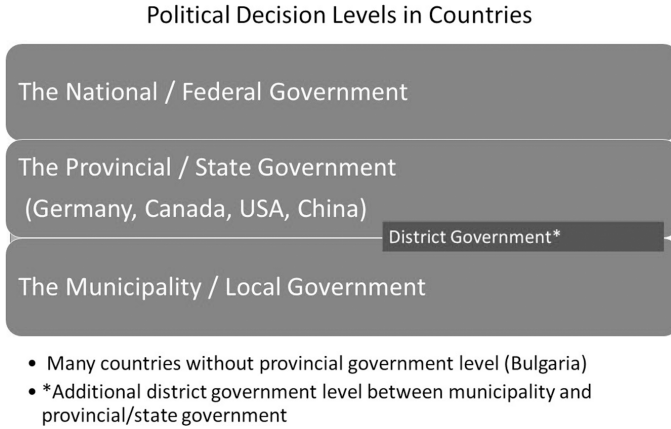 Political Decision Levels in Countries
The National / Federal Government
The Provincial / State Government
(Germany, Canada, USA, China)
District Government*
The Municipality / Local Government
• Many countries without provincial government level (Bulgaria)
• *Additional district government level between municipality and
provincial/state government